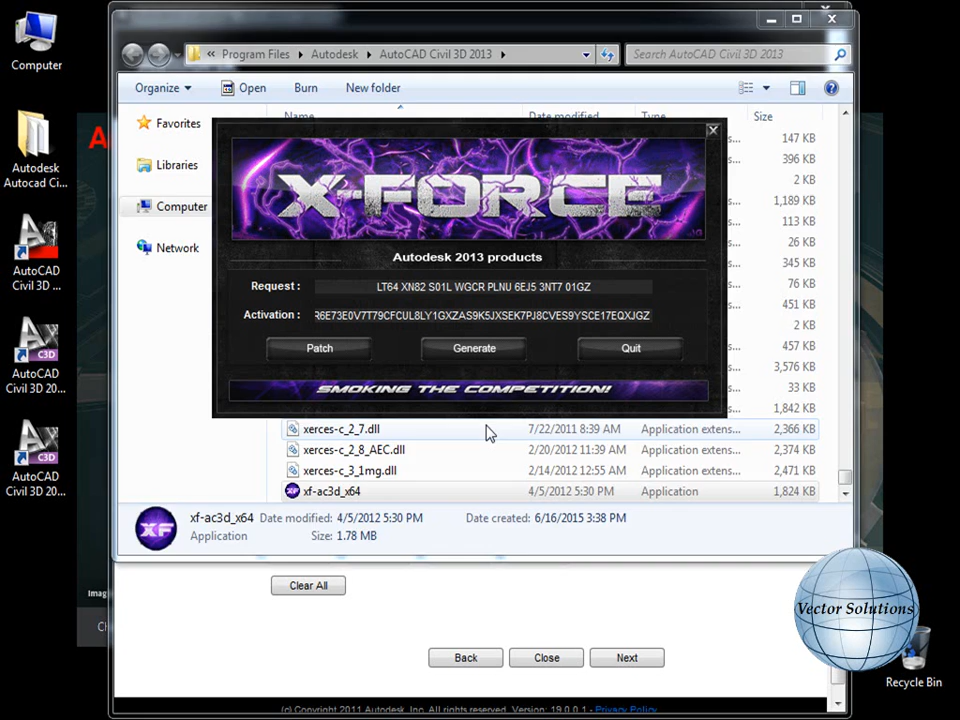 Computer
Autodesk
Autocad Ci...
AutoCAD
Civil 3D ...
AutoCAD
Civil 3D 20...
AutoCAD
Civil 3D 20...
C3D
C3D
« Program Files
Autodesk
AutoCAD Civil 3D 2013
Search AutoCAD Civil 3D 2013
Organize
Open
Burn
New folder
Name
Date modified
Type
Size
Favorites
Libraries
Computer
Network
s...
147 KB
s...
396 KB
s...
2 KB
s...
1,189 KB
s...
113 KB
s...
26 KB
s...
345 KB
s...
76 KB
s...
451 KB
s...
2 KB
s...
457 KB
s...
3,576 KB
s...
33 KB
s...
1,842 KB
X-FORCE
Autodesk 2013 products
Request :
LT64 XN82 S01L WGCR PLNU 6EJ5 3NT7 01GZ
Activation :
R6E73E0V7T79CFCUL8LY1GXZAS9K5JXSEK7PJ8CVES9YSCE17EQXJGZ
Patch
Generate
Quit
SMOKING THE COMPETITION!
xerces-c_2_7.dll
7/22/2011 8:39 AM
Application extens...
2,366 KB
xerces-c_2_8_AEC.dll
2/20/2012 11:39 AM
Application extens...
2,374 KB
xerces-c_3_1mg.dll
2/14/2012 12:55 AM
Application extens...
2,471 KB
xf-ac3d_x64
4/5/2012 5:30 PM
Application
1,824 KB
XF
xf-ac3d_x64
Date modified: 4/5/2012 5:30 PM
Date created: 6/16/2015 3:38 PM
Application
Size: 1.78 MB
Clear All
Imag
Ch
Back
Close
Next
Vector Solutions
Recycle Bin
(c) Copyright 2011 Autodesk, Inc. All rights reserved. Version: 19.0.0.1 - Privacy Policy